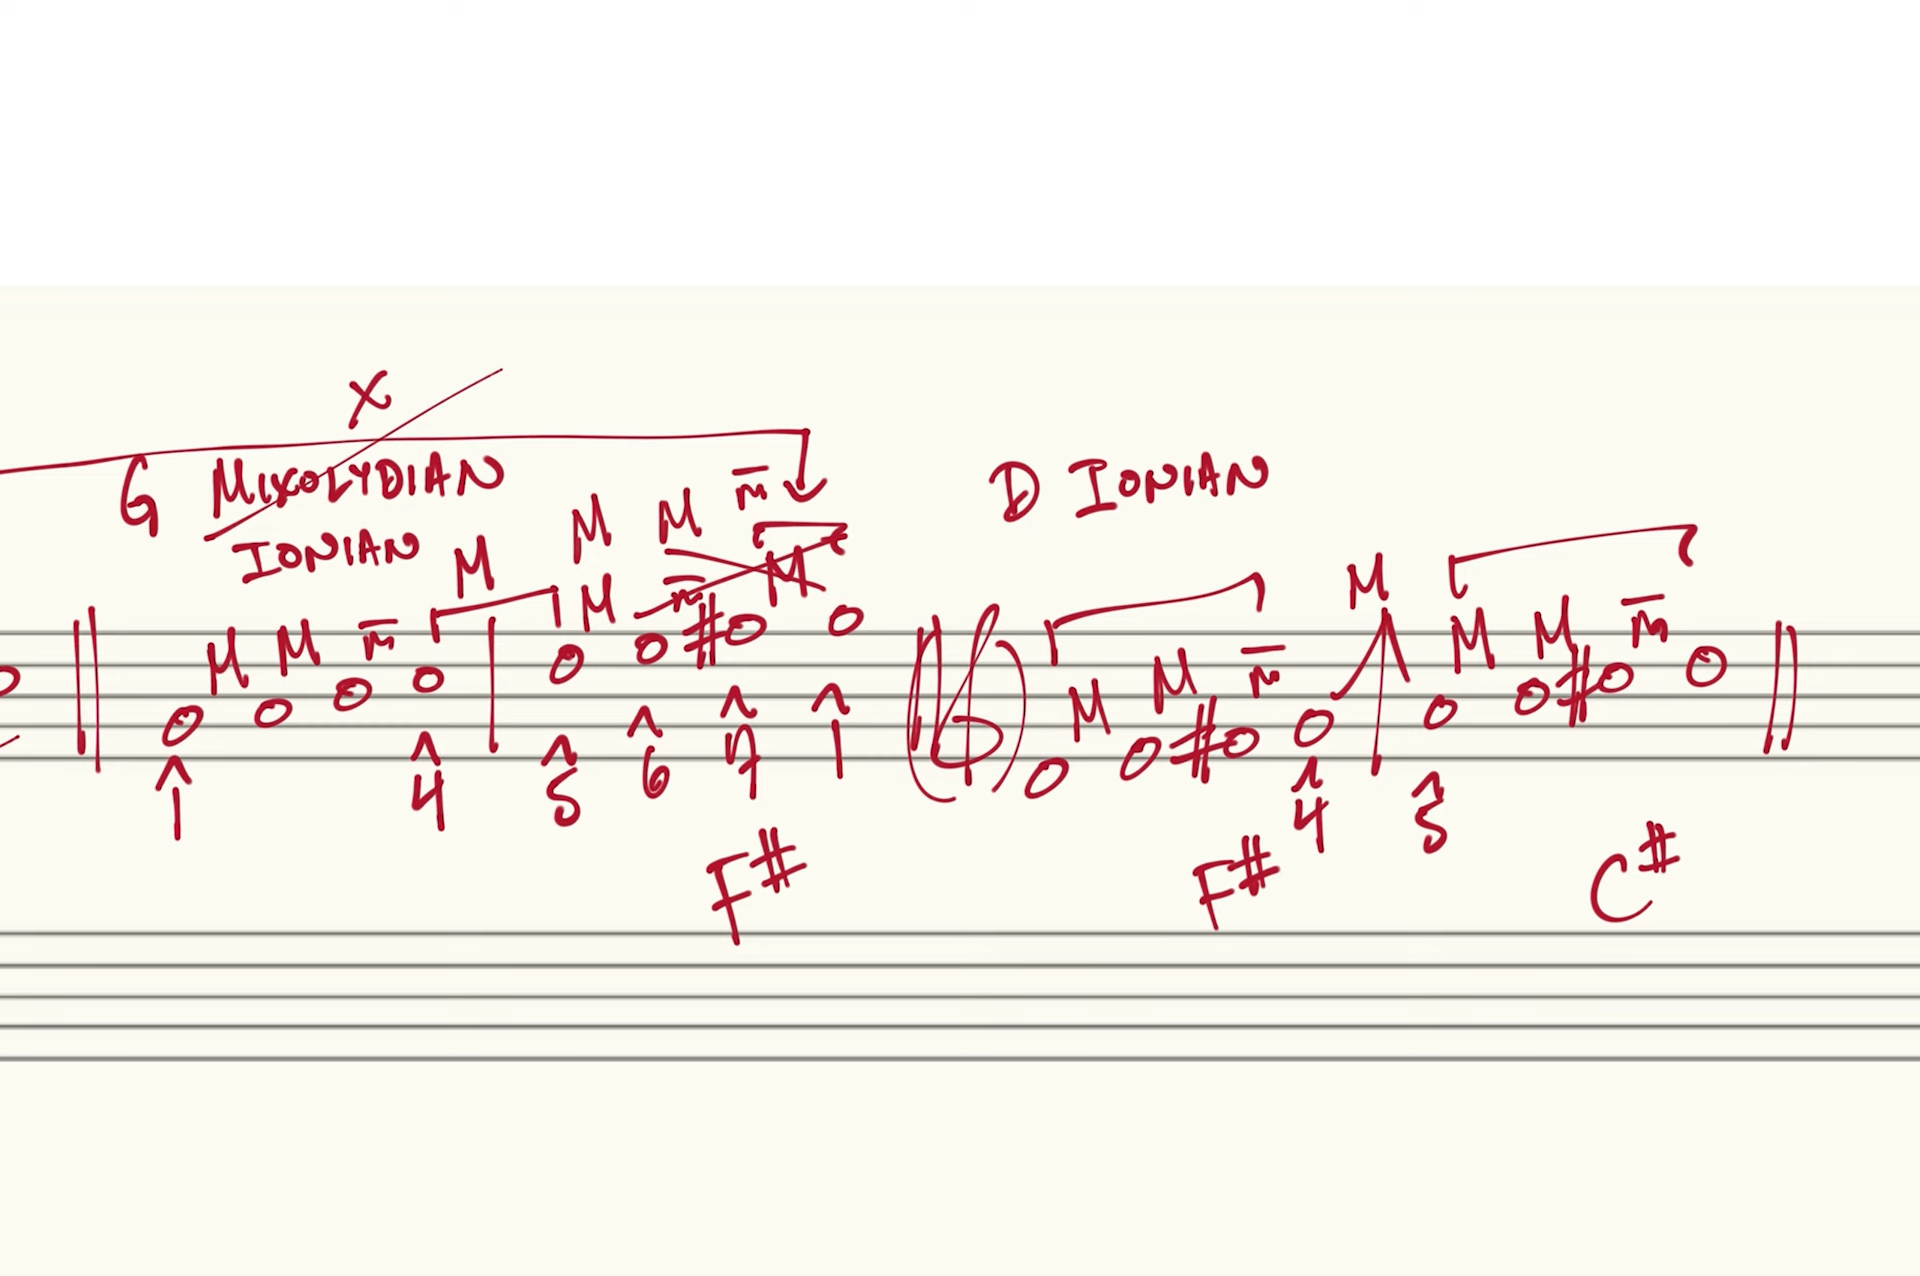 X
G MIXOLYDIAN
IONIAN
M
M M m̅
M M m̅
M m̅ M
1̂ 4̂ 5̂ 6̂ 7̂ 1̂
F#
D IONIAN
M
M M m̅
M M m̅
4̂ 5̂
F# C#